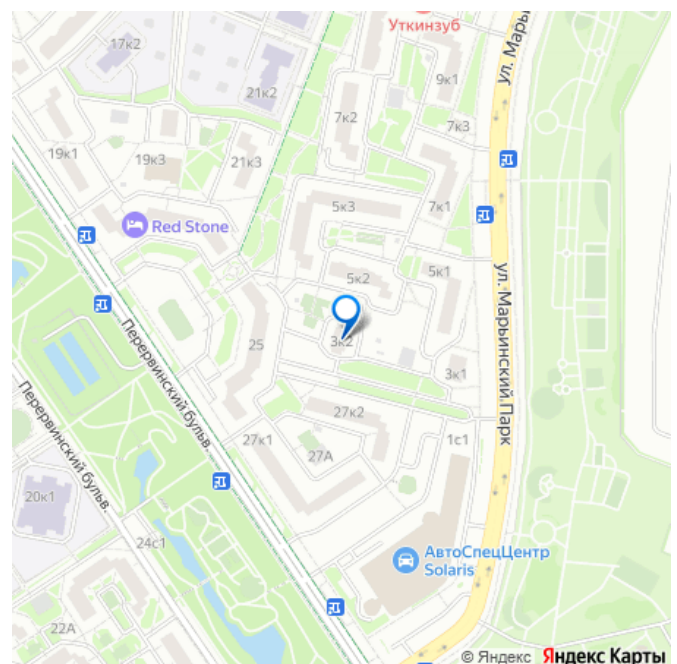 Уткинзуб
ул. Марь
17к2
9к1
21к2
7к2
7к3
19к1
19к3
21к3
5к3
7к1
Red Stone
5к2
5к1
ул. Марьинский Парк
Перервинский бульв.
25
3к2
3к1
Перервинский бульв.
27к2
27к1
1с1
27А
20к1
24с1
АвтоСпецЦентр
Solaris
22А
© Яндекс Яндекс Карты